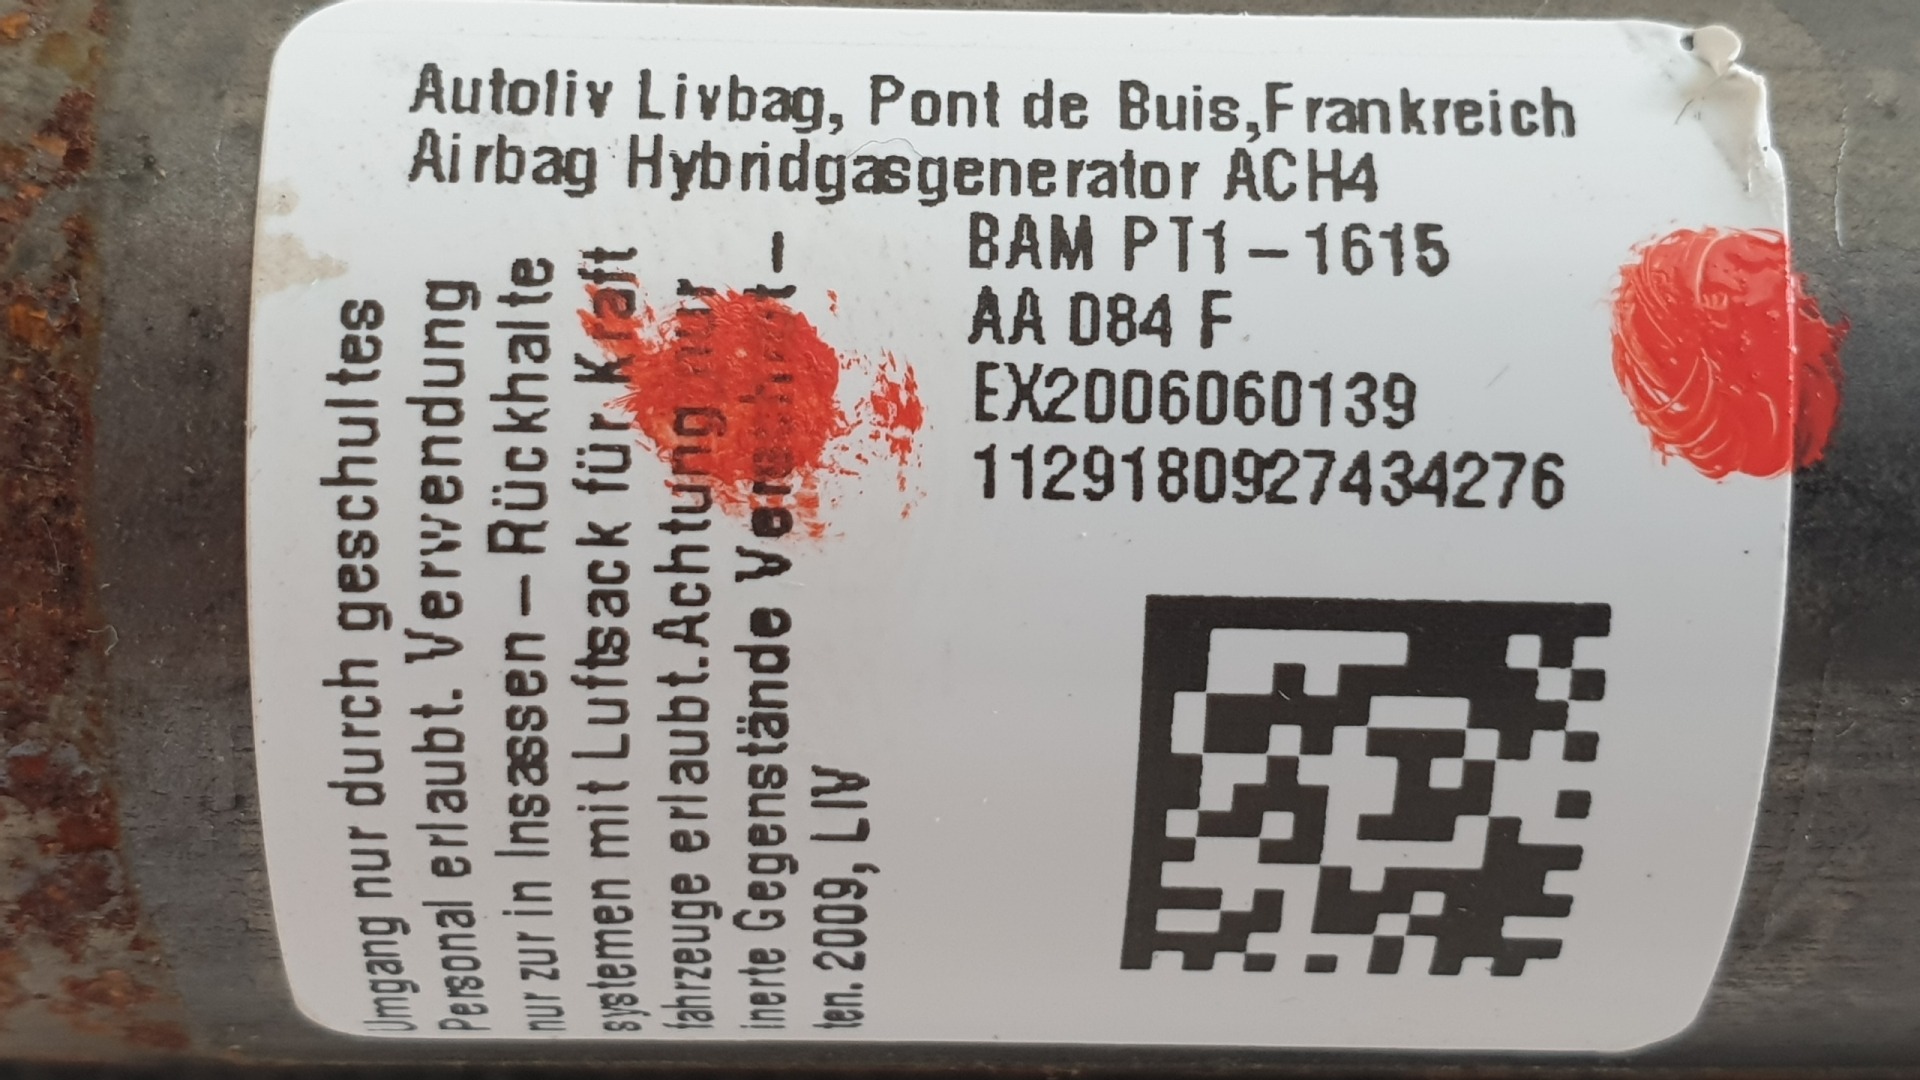 Autoliv Livbag, Pont de Buis,Frankreich
Airbag Hybridgasgenerator ACH4
BAM PT1-1615
AA 084 F
EX2006060139
1129180927434276
Umgang nur durch geschultes
Personal erlaubt. Verwendung
nur zur in Insassen-Rückhalte
systemen mit Luftsack für Kraft
fahrzeuge erlaubt.Achtung nur
inerte Gegenstände
ten. 2009, LIV